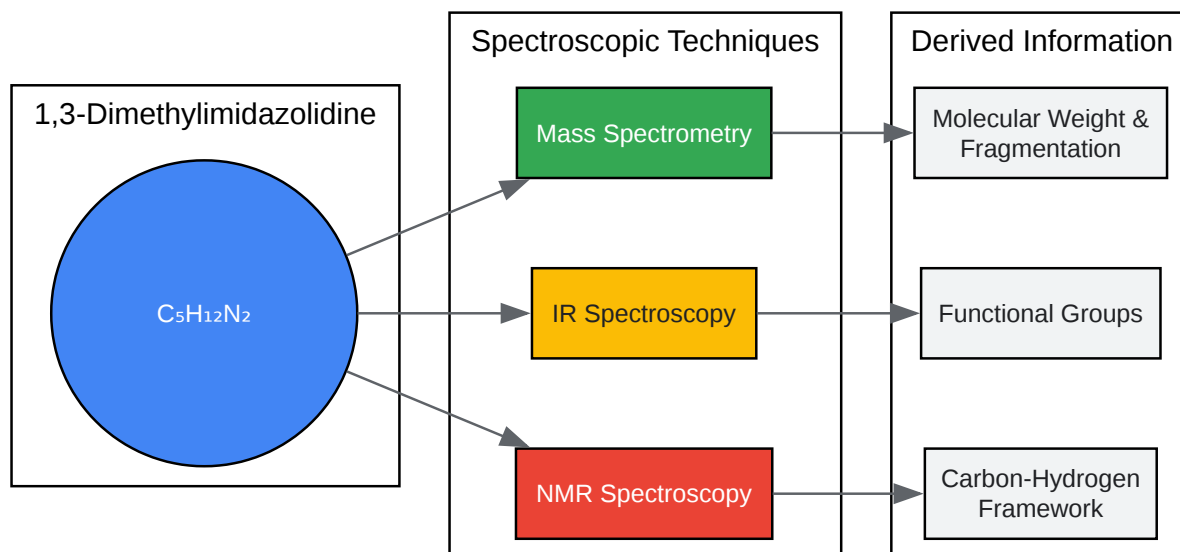 1,3-Dimethylimidazolidine
C₅H₁₂N₂
Spectroscopic Techniques
Mass Spectrometry
IR Spectroscopy
NMR Spectroscopy
Derived Information
Molecular Weight &
Fragmentation
Functional Groups
Carbon-Hydrogen
Framework